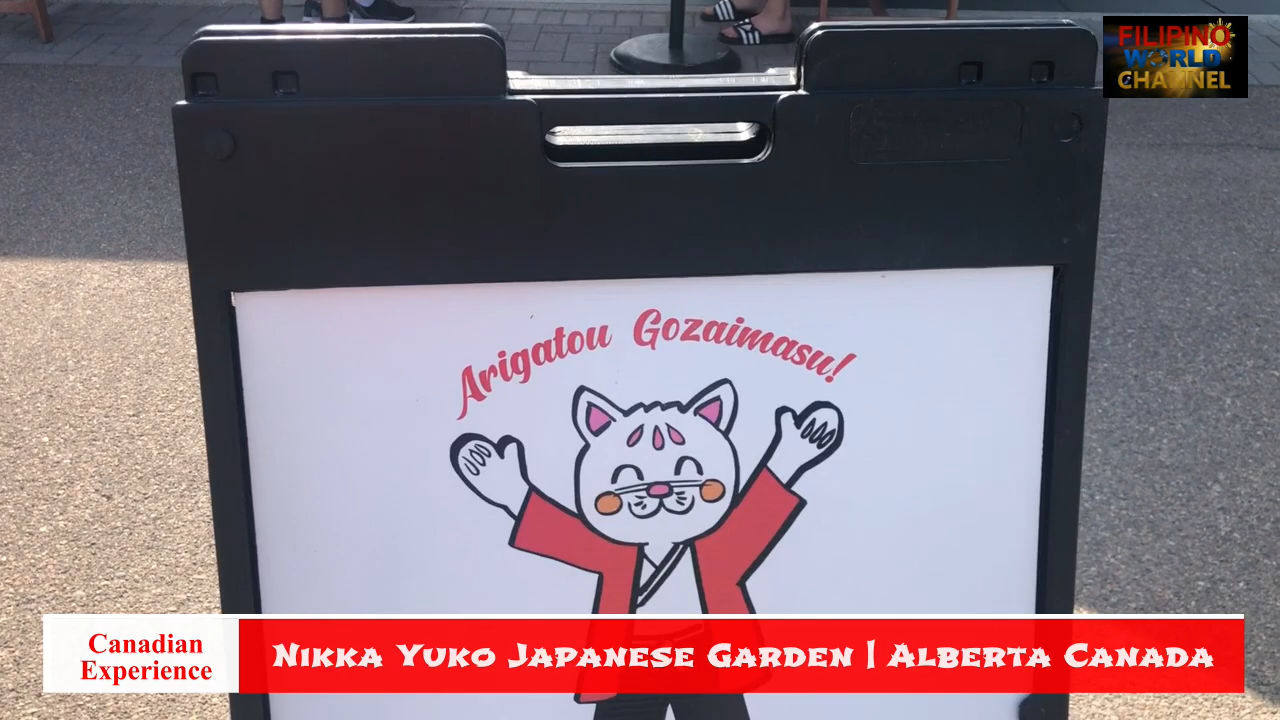 FILIPINO
WORLD
CHANNEL
Arigatou Gozaimasu!
Canadian
Experience
Nikka Yuko Japanese Garden | Alberta Canada